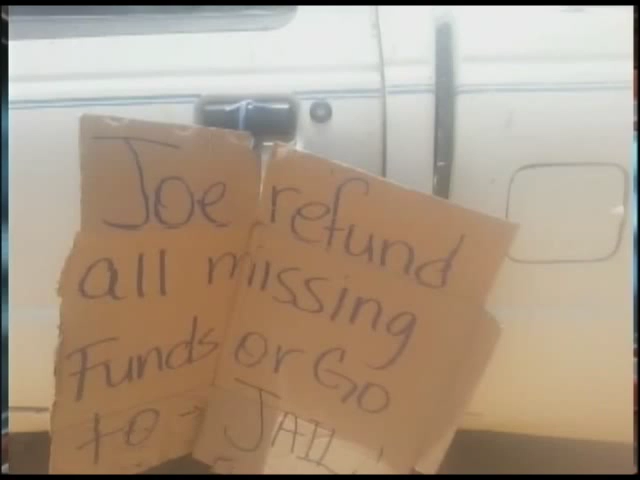 Joe refund
all missing
Funds or Go
to → JAIL!